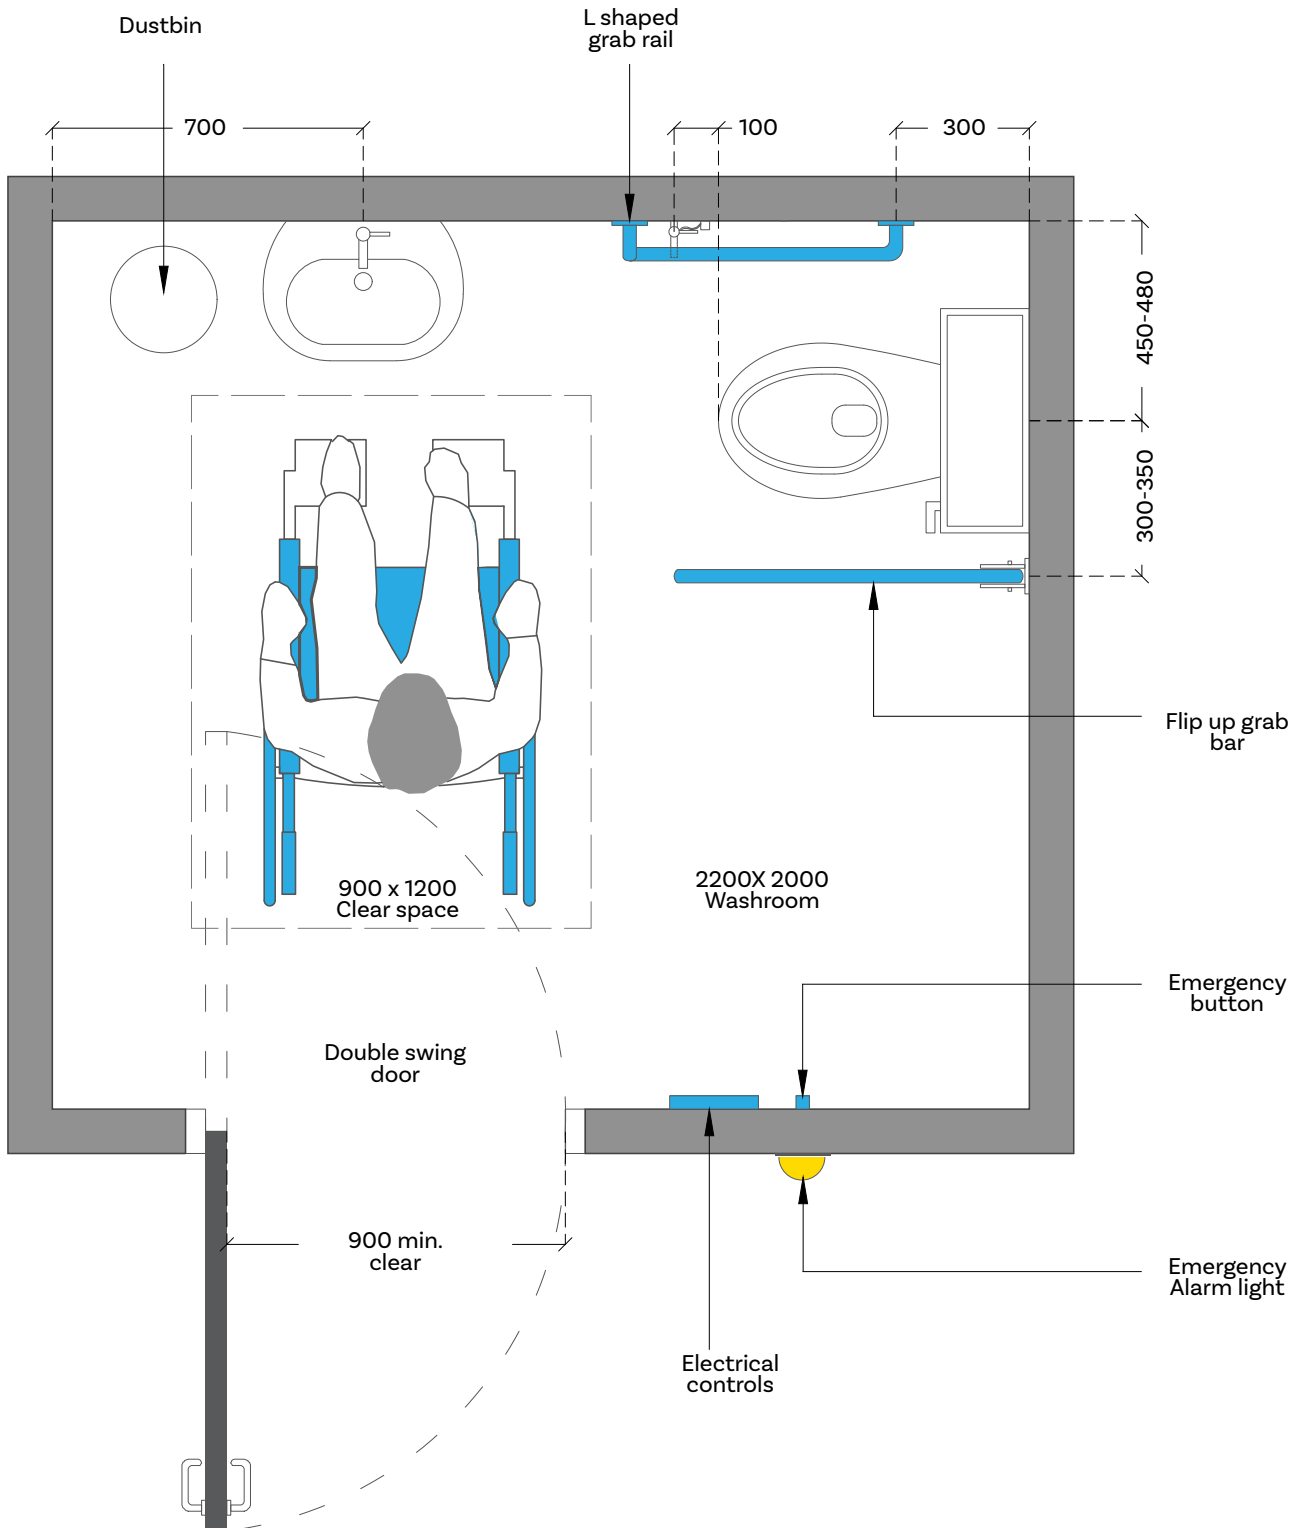 Dustbin
L shaped
grab rail
700
100
300
450-480
300-350
Flip up grab
bar
900 x 1200
Clear space
2200X 2000
Washroom
Emergency
button
Double swing
door
900 min.
clear
Emergency
Alarm light
Electrical
controls